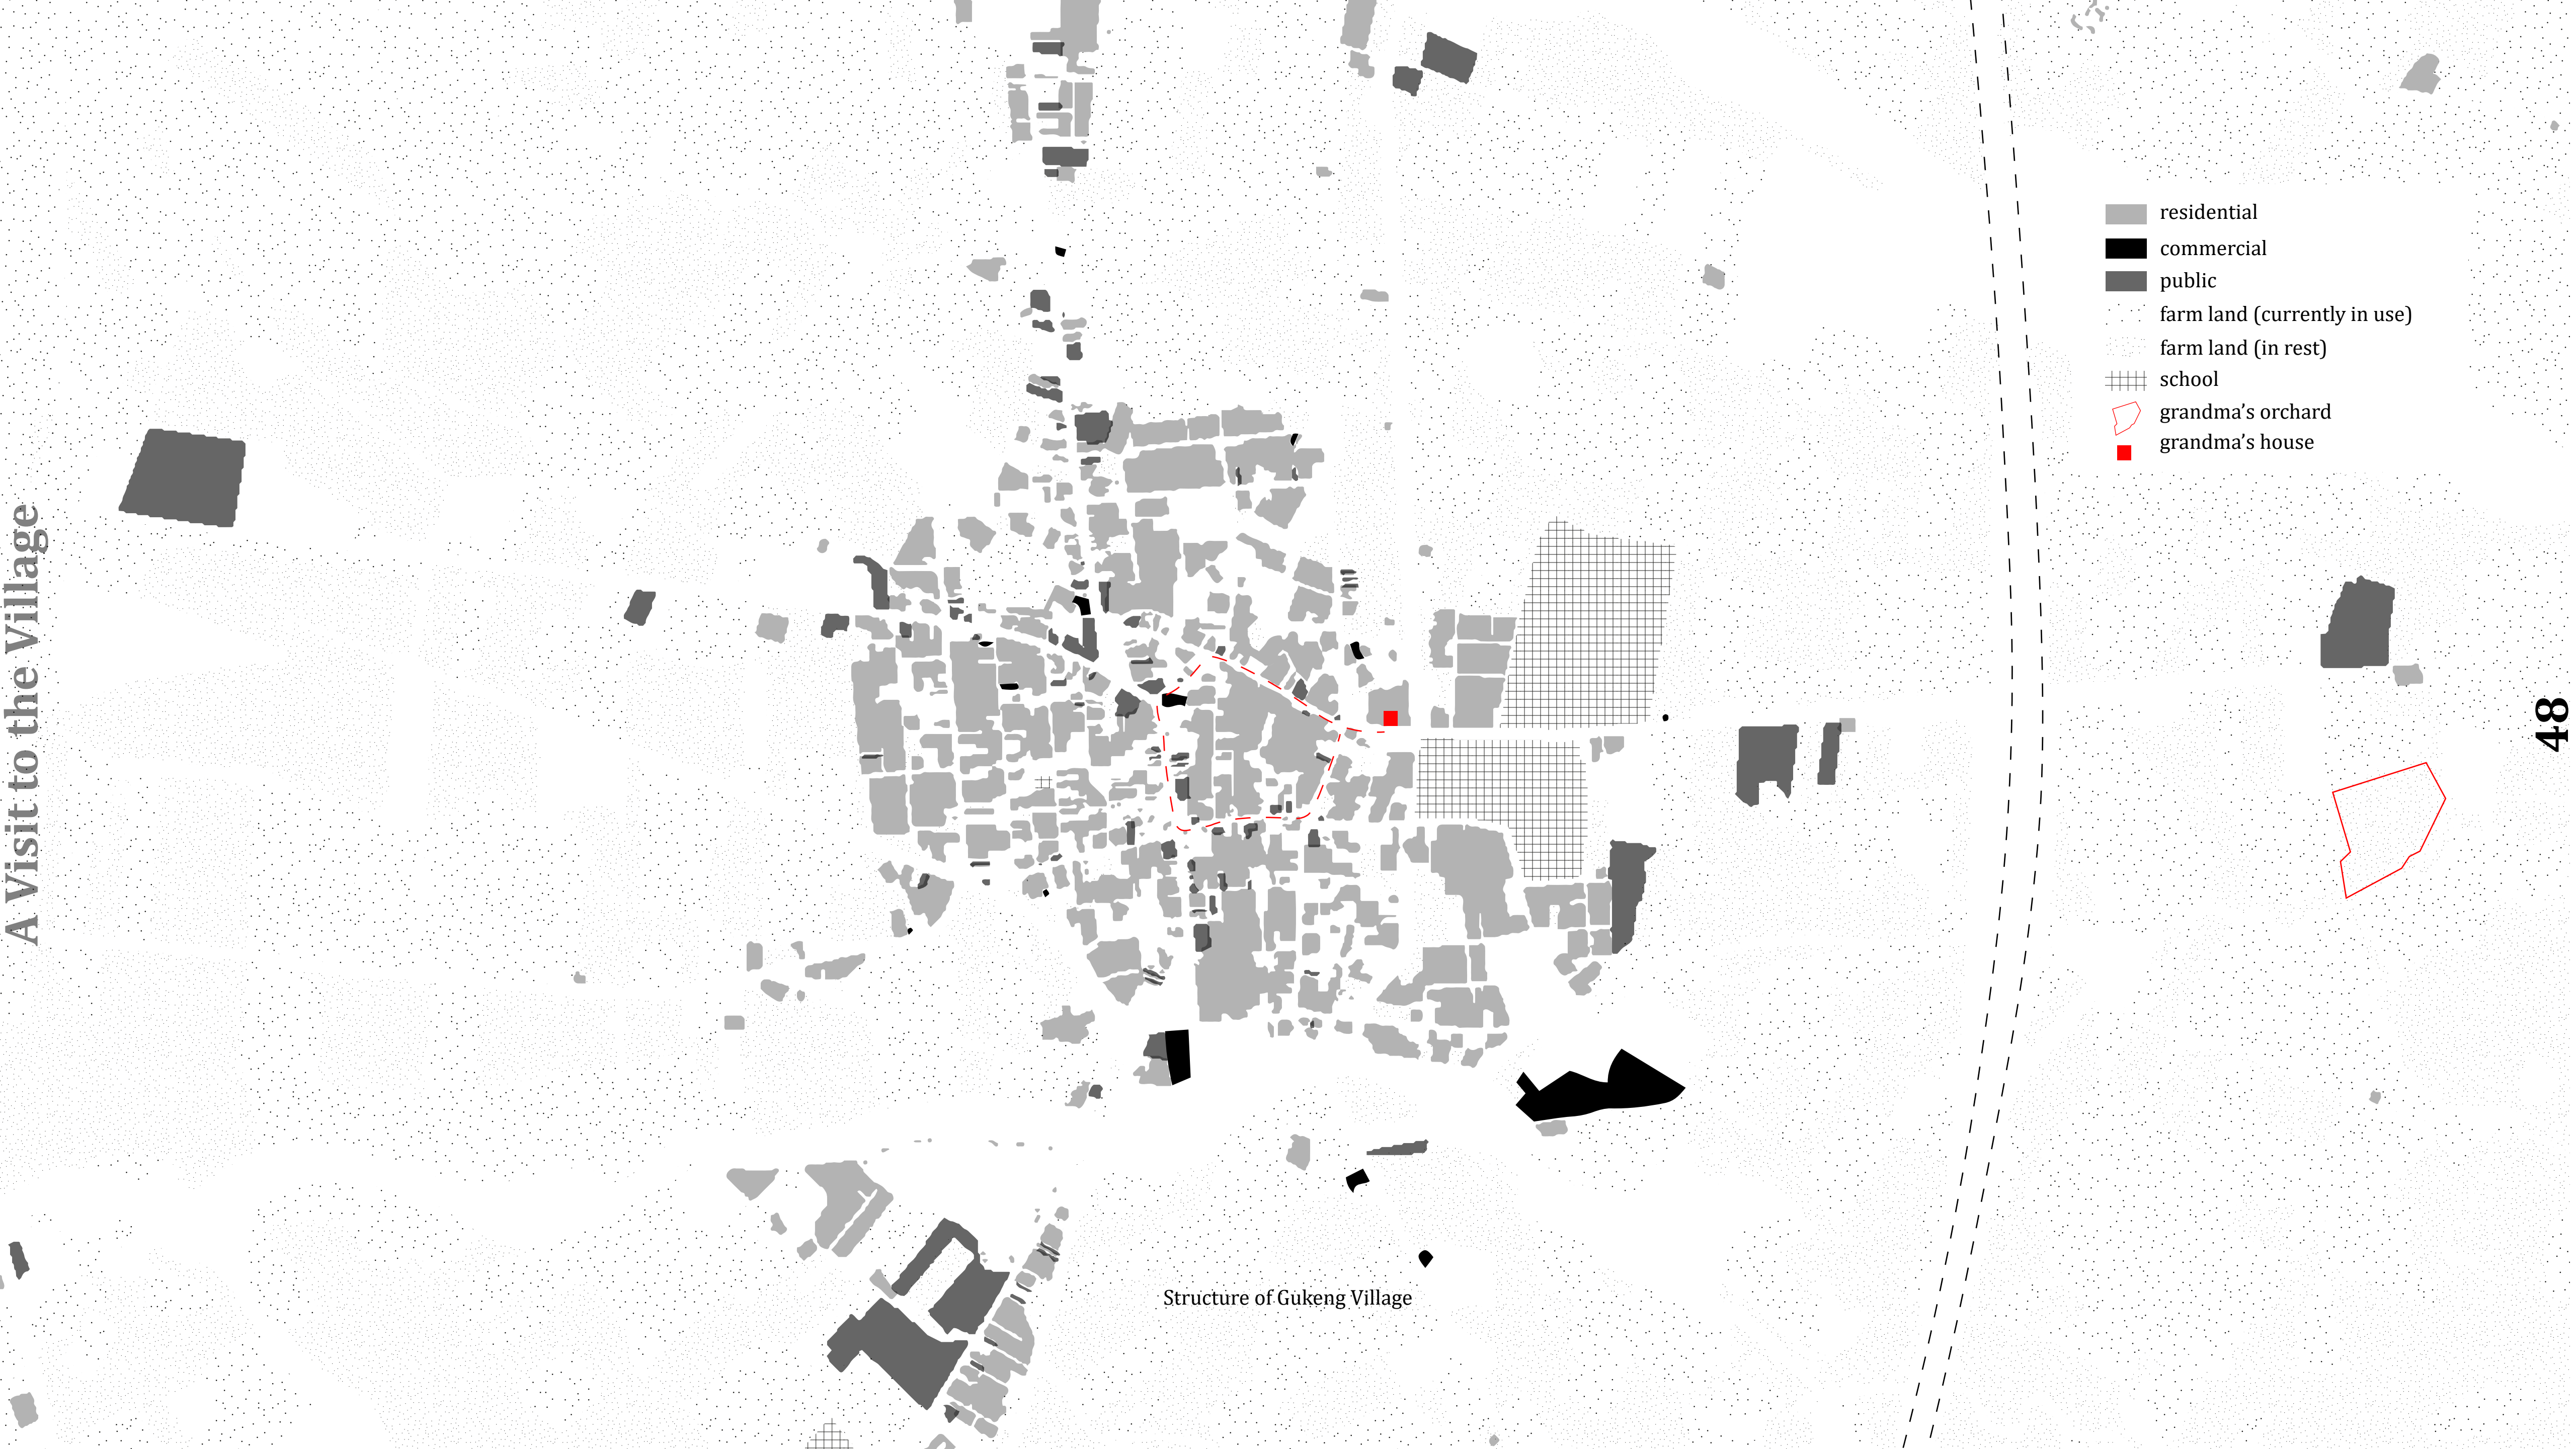 A Visit to the Village
residential
commercial
public
farm land (currently in use)
farm land (in rest)
school
grandma’s orchard
grandma’s house
48
Structure of Gukeng Village